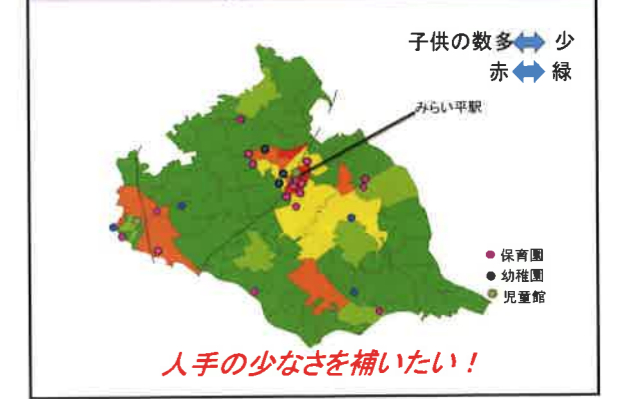 子供の数多⇔少
赤⇔緑
みらい平駅
保育園
幼稚園
児童館
人手の少なさを補いたい！